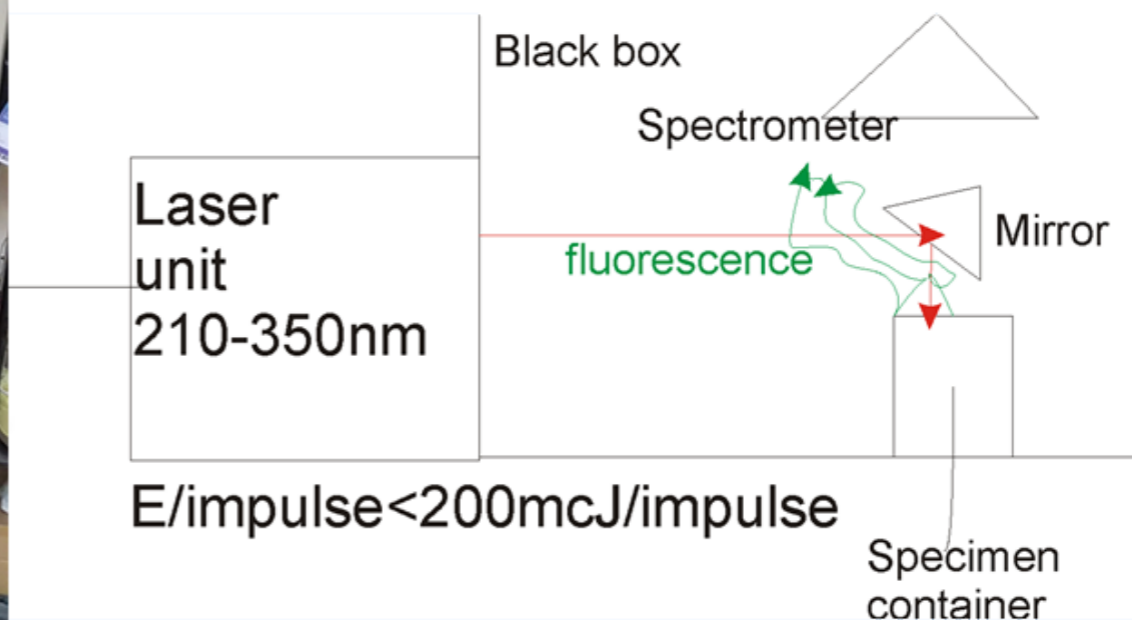 Black box
Spectrometer
Laser
unit
210-350nm
Mirror
fluorescence
E/impulse<200mcJ/impulse
Specimen
container